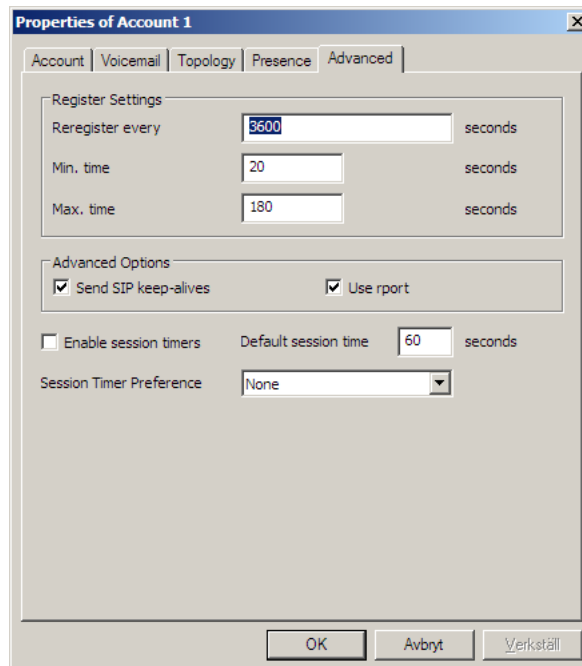 Properties of Account 1
Account Voicemail Topology Presence Advanced
Register Settings
Reregister every 3600 seconds
Min. time 20 seconds
Max. time 180 seconds
Advanced Options
Send SIP keep-alives Use rport
Enable session timers Default session time 60 seconds
Session Timer Preference None
OK Avbryt Verkställ